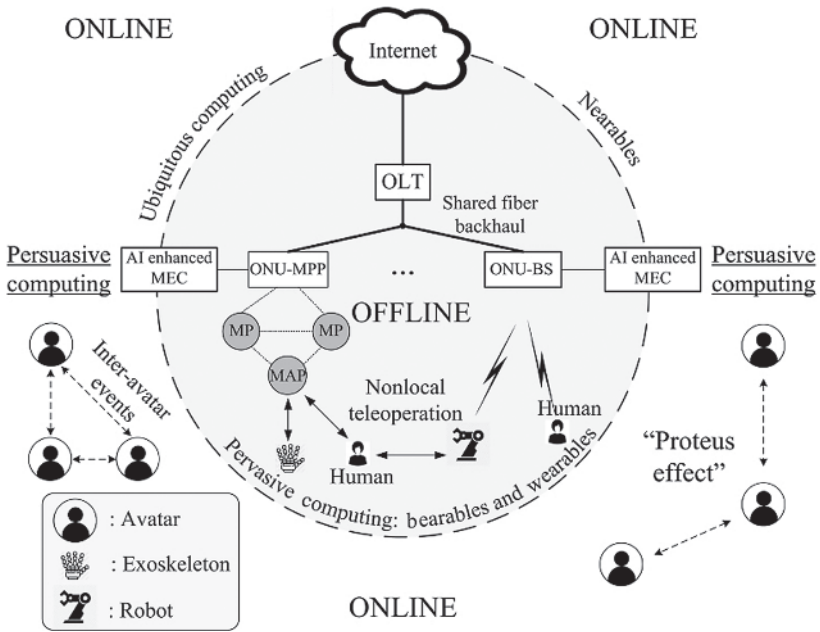 ONLINE
ONLINE
Internet
Ubiquitous computing
Nearables
OLT
Shared fiber
backhaul
Persuasive
computing
AI enhanced
MEC
ONU-MPP
...
ONU-BS
AI enhanced
MEC
Persuasive
computing
OFFLINE
MP
MP
MAP
Inter-avatar
events
Nonlocal
teleoperation
Human
Human
Pervasive computing: bearables and wearables
“Proteus
effect”
: Avatar
: Exoskeleton
: Robot
ONLINE